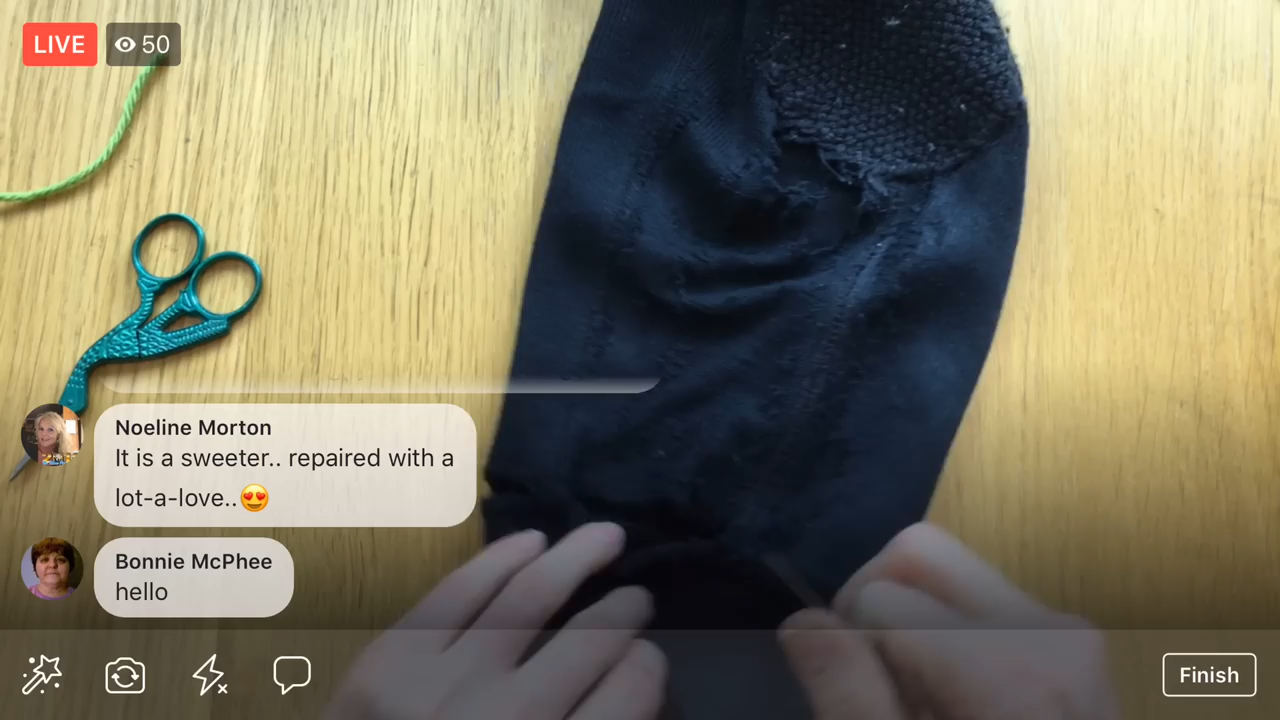 LIVE 50
Noeline Morton
It is a sweeter.. repaired with a
lot-a-love..😍
Bonnie McPhee
hello
Finish